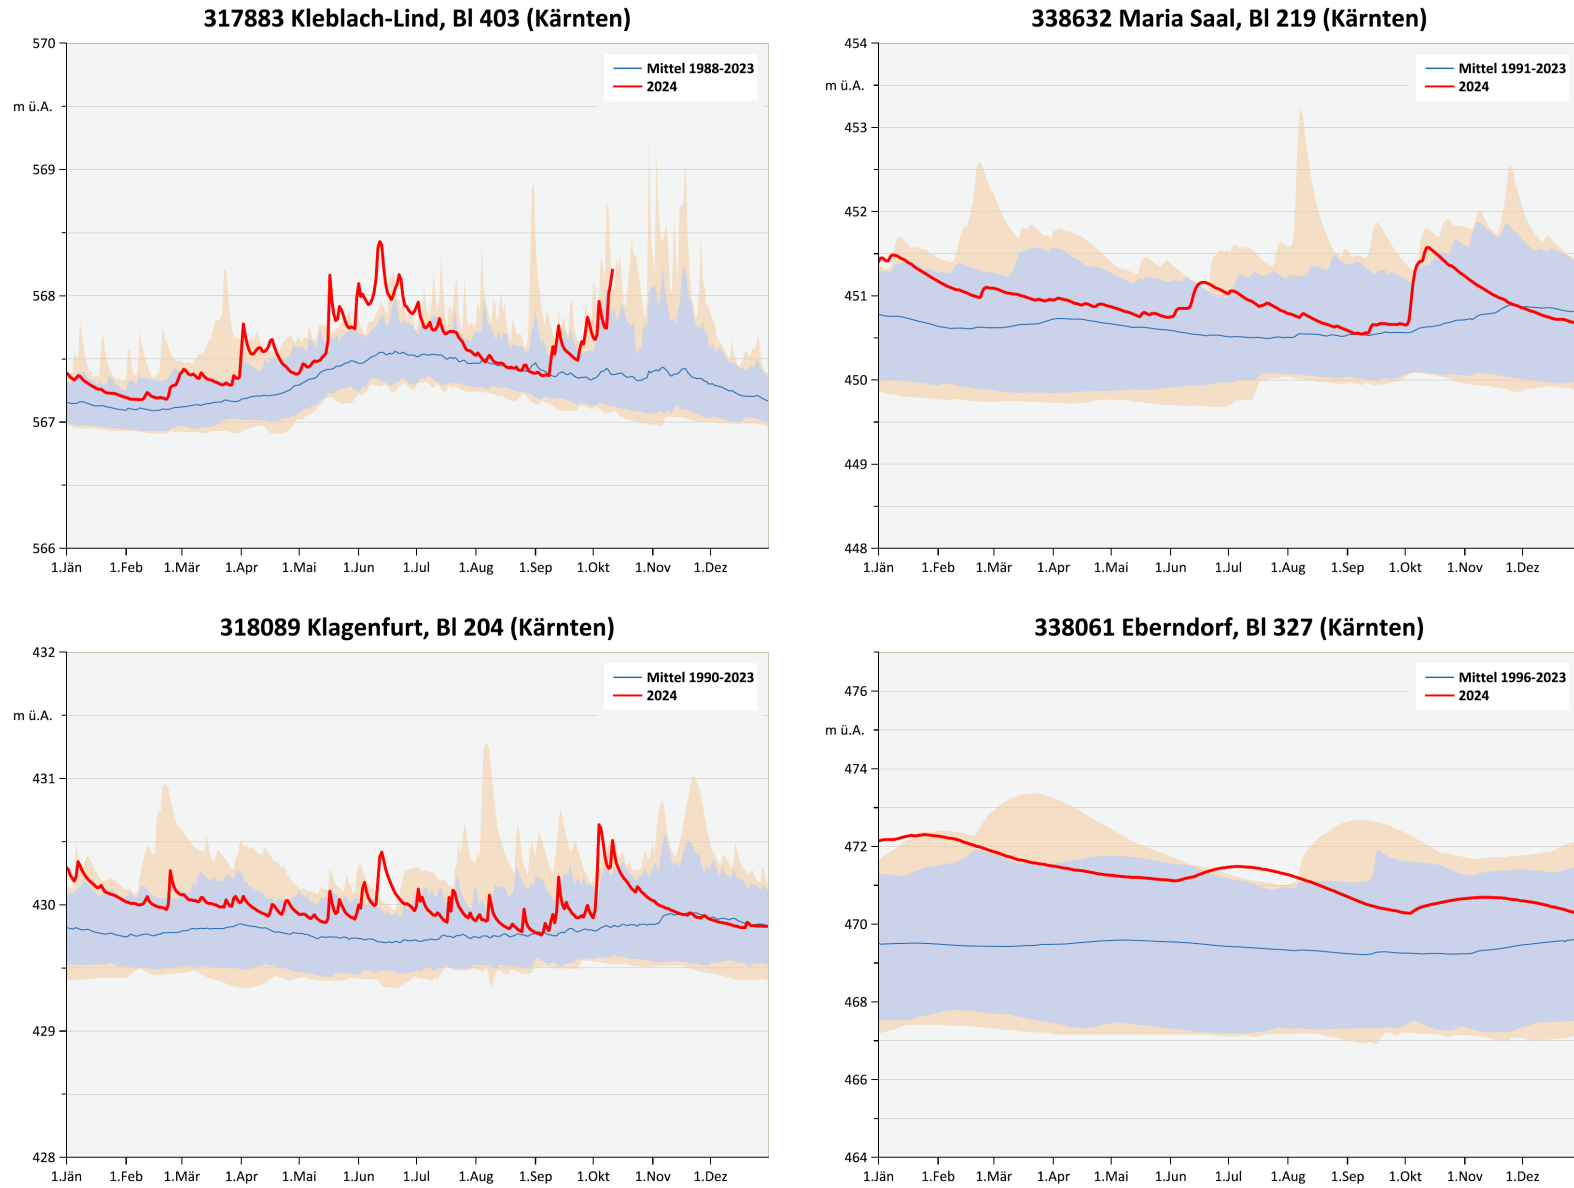 317883 Kleblach-Lind, Bl 403 (Kärnten)
570
m ü.A.
569
568
567
566
Mittel 1988-2023
2024
1.Jän 1.Feb 1.Mär 1.Apr 1.Mai 1.Jun 1.Jul 1.Aug 1.Sep 1.Okt 1.Nov 1.Dez
338632 Maria Saal, Bl 219 (Kärnten)
454
m ü.A.
453
452
451
450
449
448
Mittel 1991-2023
2024
1.Jän 1.Feb 1.Mär 1.Apr 1.Mai 1.Jun 1.Jul 1.Aug 1.Sep 1.Okt 1.Nov 1.Dez
318089 Klagenfurt, Bl 204 (Kärnten)
432
m ü.A.
431
430
429
428
Mittel 1990-2023
2024
1.Jän 1.Feb 1.Mär 1.Apr 1.Mai 1.Jun 1.Jul 1.Aug 1.Sep 1.Okt 1.Nov 1.Dez
338061 Eberndorf, Bl 327 (Kärnten)
476
m ü.A.
474
472
470
468
466
464
Mittel 1996-2023
2024
1.Jän 1.Feb 1.Mär 1.Apr 1.Mai 1.Jun 1.Jul 1.Aug 1.Sep 1.Okt 1.Nov 1.Dez